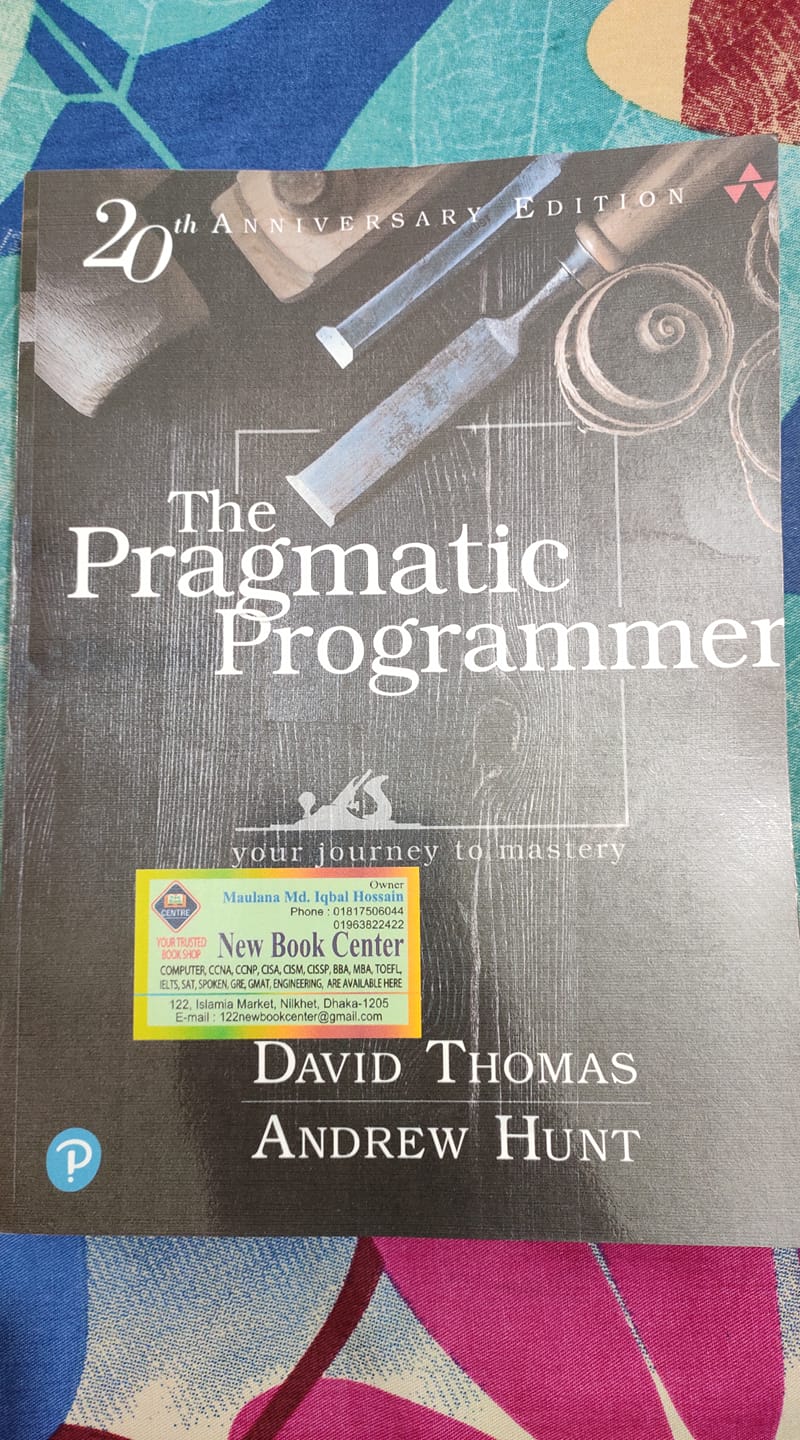 20th ANNIVERSARY EDITION
The
Pragmatic
Programmer
your journey to mastery
Owner
Maulana Md. Iqbal Hossain
Phone : 01817506044
01963822422
CENTRE
YOUR TRUSTED
BOOK SHOP
New Book Center
COMPUTER, CCNA, CCNP, CISA, CISM, CISSP, BBA, MBA, TOEFL,
IELTS, SAT, SPOKEN, GRE, GMAT, ENGINEERING, ARE AVAILABLE HERE
122, Islamia Market, Nilkhet, Dhaka-1205
E-mail : 122newbookcenter@gmail.com
DAVID THOMAS
ANDREW HUNT
P